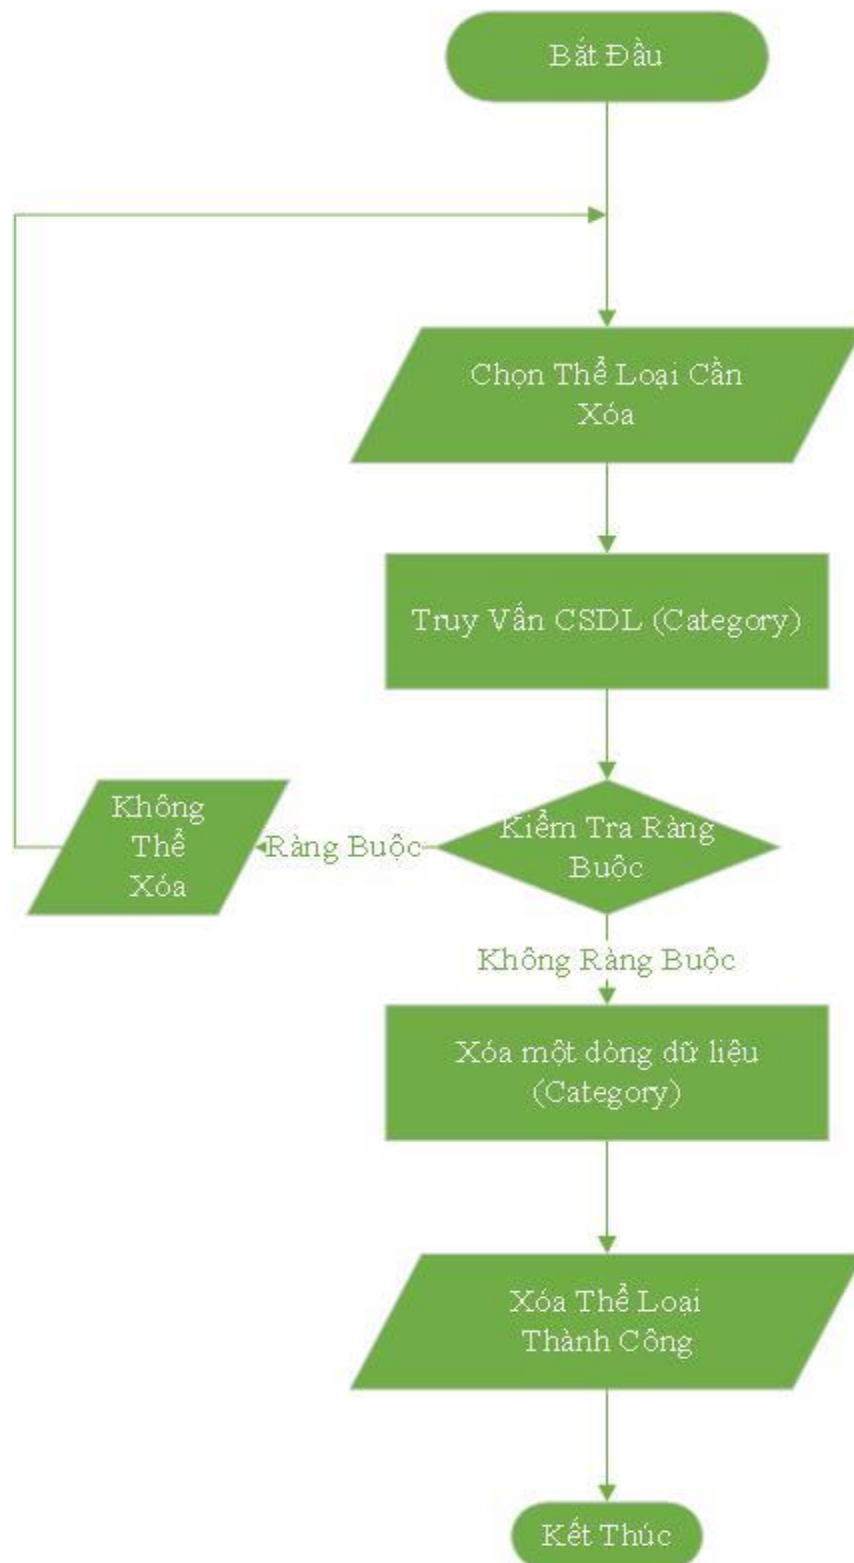 Bắt Đầu
Chọn Thể Loại Cần
Xóa
Truy Vấn CSDL (Category)
Kiểm Tra Ràng
Buộc
Ràng Buộc
Không
Thể
Xóa
Không Ràng Buộc
Xóa một dòng dữ liệu
(Category)
Xóa Thể Loại
Thành Công
Kết Thúc